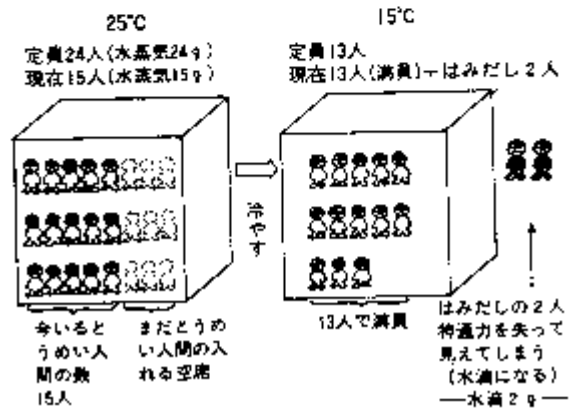 25°C
定員24人(水蒸気24g)
現在15人(水蒸気15g)
15°C
定員13人
現在13人(満員)+はみだし2人
冷やす
今いると
うめい人
間の数
15人
まだとうめ
い人間の入
れる空席
13人で満員
はみだしの2人
神通力を失って
見えてしまう
(水滴になる)
—水滴2g—